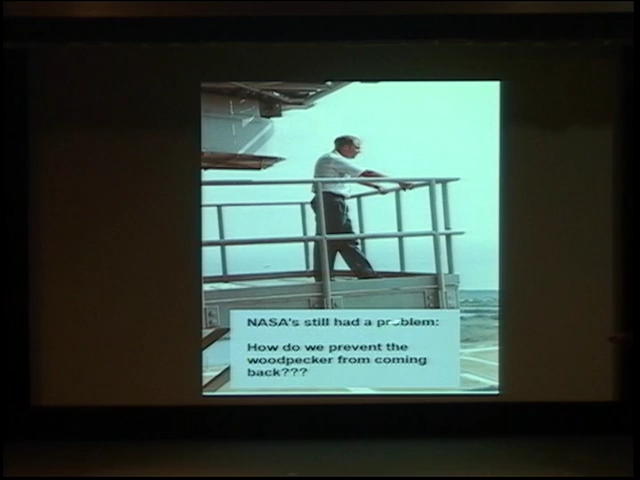 NASA's still had a problem:
How do we prevent the
woodpecker from coming
back???